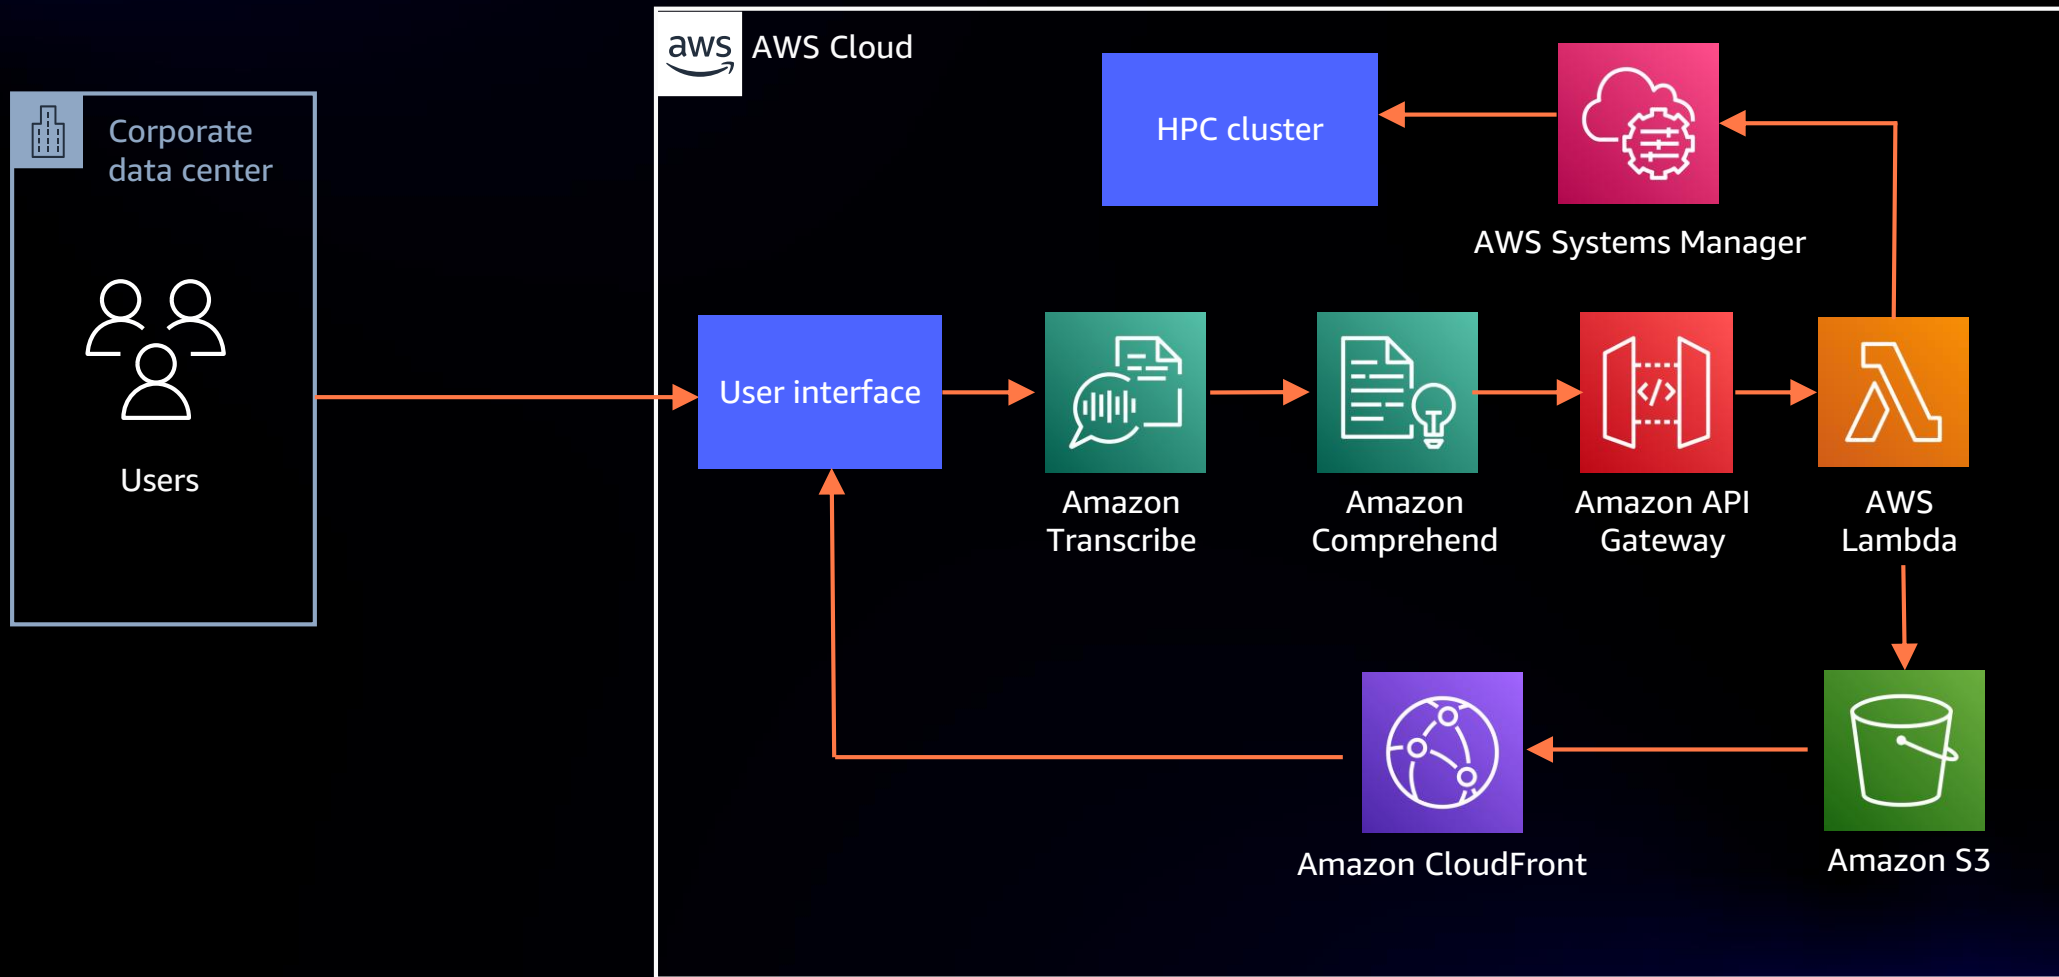 aws
AWS Cloud
Corporate
data center
Users
HPC cluster
AWS Systems Manager
User interface
</>
Amazon
Transcribe
Amazon
Comprehend
Amazon API
Gateway
AWS
Lambda
Amazon CloudFront
Amazon S3